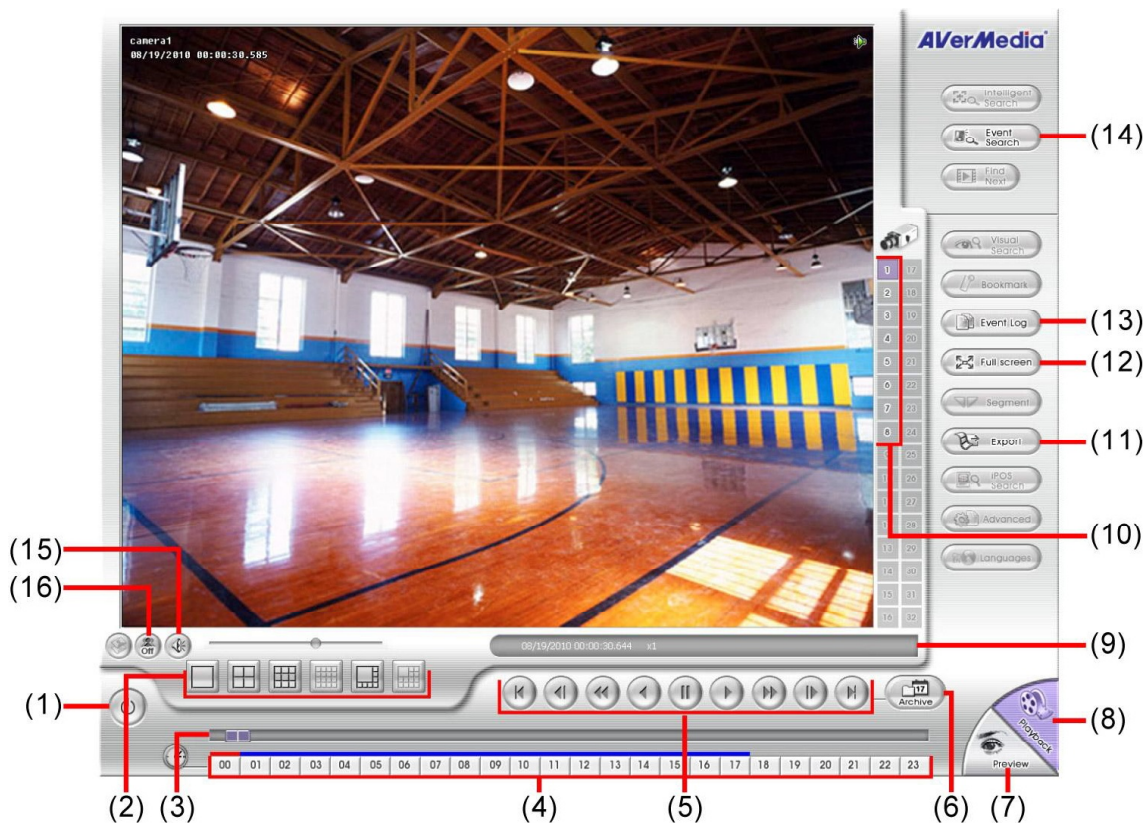 camera1
08/19/2010 00:00:30.585
AVerMedia
Intelligent Search
Event Search
(14)
Find Next
Visual Search
Bookmark
Event Log
(13)
Full screen
(12)
Segment
Export
(11)
iPOS Search
Advanced
(10)
Languages
1 17
2 18
3 19
4 20
5 21
6 22
7 23
8 24
25
26
27
28
13 29
14 30
15 31
16 32
(15)
(16)
Off
08/19/2010 00:00:30.644 x1
(9)
(1)
17
Archive
Playback
(8)
Preview
00 01 02 03 04 05 06 07 08 09 10 11 12 13 14 15 16 17 18 19 20 21 22 23
(2) (3) (4) (5) (6) (7)